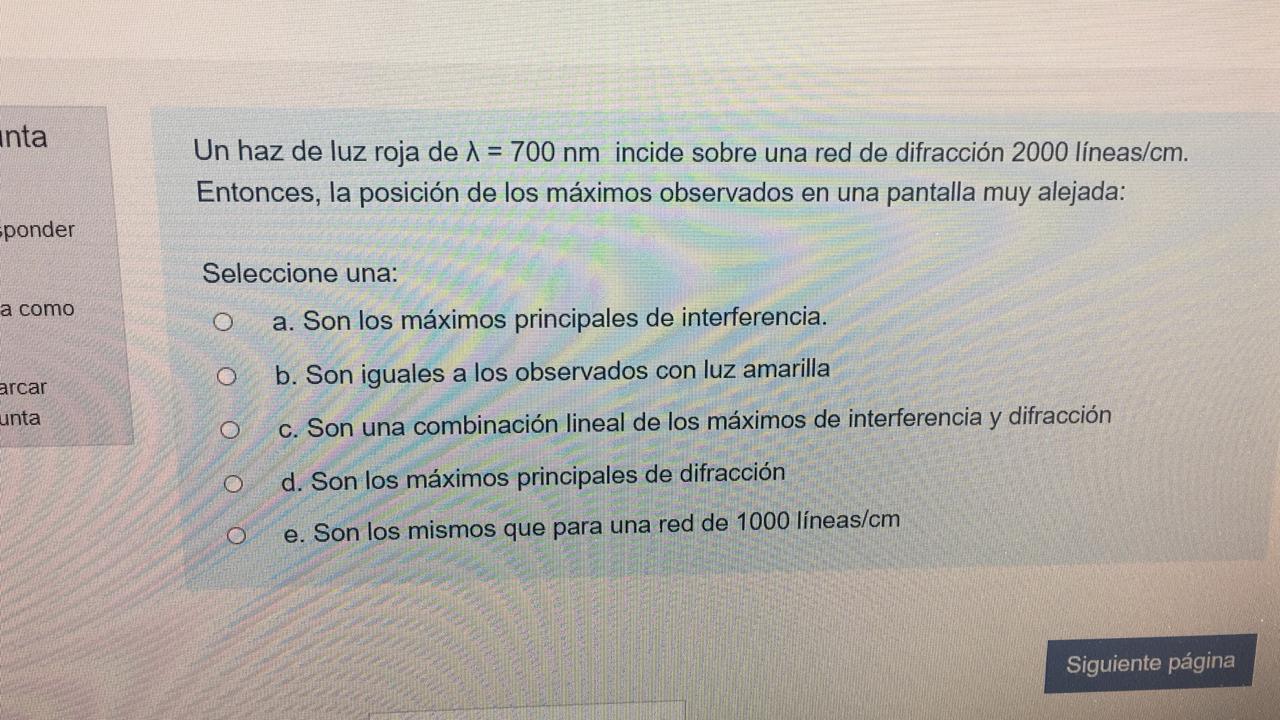 Un haz de luz roja de λ = 700 nm incide sobre una red de difracción 2000 líneas/cm.
Entonces, la posición de los máximos observados en una pantalla muy alejada:
Seleccione una:
a. Son los máximos principales de interferencia.
b. Son iguales a los observados con luz amarilla
c. Son una combinación lineal de los máximos de interferencia y difracción
d. Son los máximos principales de difracción
e. Son los mismos que para una red de 1000 líneas/cm
unta
sponder
a como
arcar
unta
Siguiente página